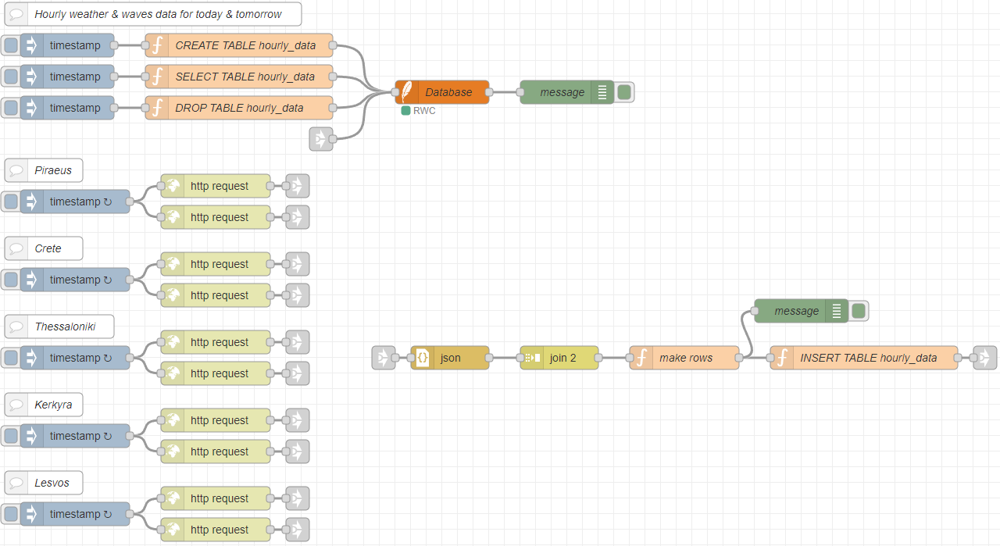 Hourly weather & waves data for today & tomorrow
timestamp
CREATE TABLE hourly_data
timestamp
SELECT TABLE hourly_data
Database
message
timestamp
DROP TABLE hourly_data
RWC
Piraeus
http request
timestamp ↻
http request
Crete
http request
timestamp ↻
http request
message
Thessaloniki
http request
timestamp ↻
json
join 2
make rows
INSERT TABLE hourly_data
http request
Kerkyra
http request
timestamp ↻
http request
Lesvos
http request
timestamp ↻
http request